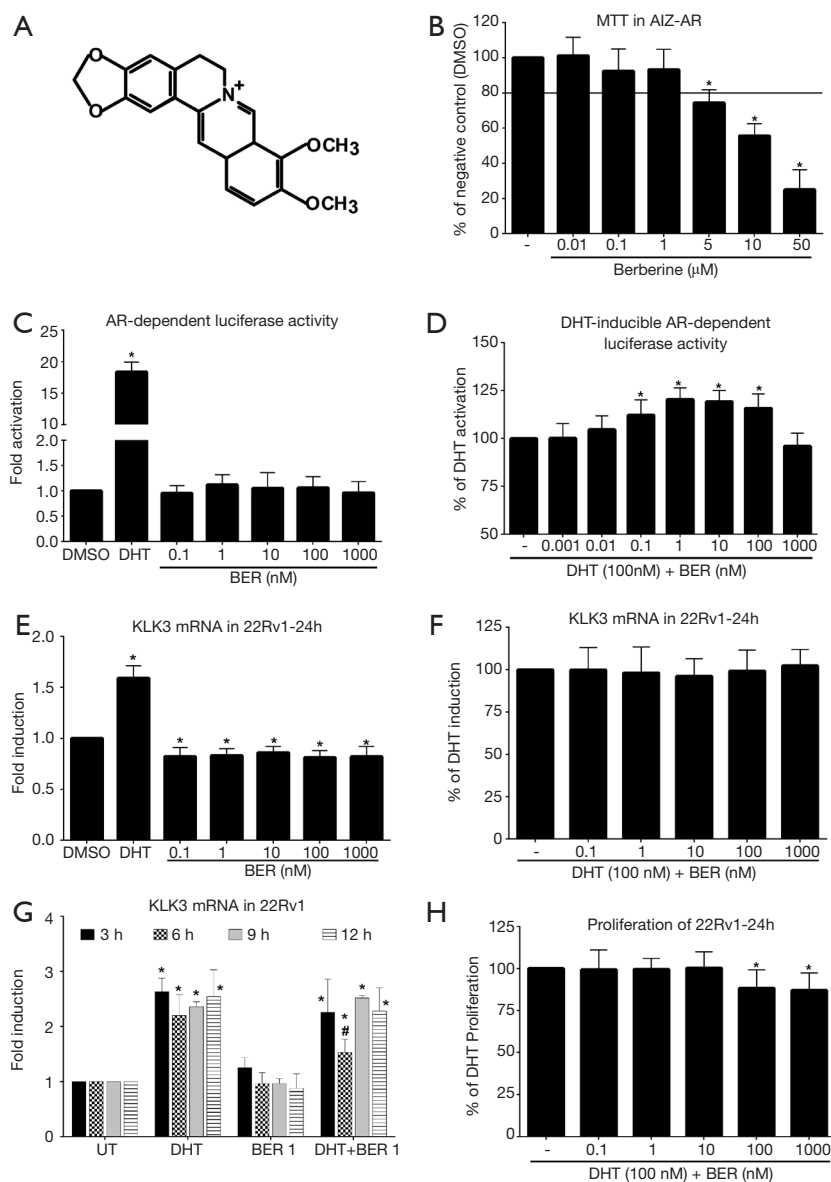 A
O
O
N
+
OCH3
OCH3
B
MTT in AIZ-AR
% of negative control (DMSO)
120
100
80
60
40
20
0
* * *
- 0.01 0.1 1 5 10 50
Berberine (μM)
C
AR-dependent luciferase activity
Fold activation
25
20
15
10
2.0
1.5
1.0
0.5
0.0
*
DMSO DHT 0.1 1 10 100 1000
BER (nM)
D
DHT-inducible AR-dependent
luciferase activity
% of DHT activation
150
125
100
75
50
* * * *
- 0.001 0.01 0.1 1 10 100 1000
DHT (100nM) + BER (nM)
E
KLK3 mRNA in 22Rv1-24h
Fold induction
2.0
1.5
1.0
0.5
0.0
* * * * * *
DMSO DHT 0.1 1 10 100 1000
BER (nM)
F
KLK3 mRNA in 22Rv1-24h
% of DHT induction
125
100
75
50
25
0
- 0.1 1 10 100 1000
DHT (100 nM) + BER (nM)
G
KLK3 mRNA in 22Rv1
3 h 6 h 9 h 12 h
Fold induction
4
3
2
1
0
* * * * * * * *
#
UT DHT BER 1 DHT+BER 1
H
Proliferation of 22Rv1-24h
% of DHT Proliferation
125
100
75
50
25
0
* *
- 0.1 1 10 100 1000
DHT (100 nM) + BER (nM)